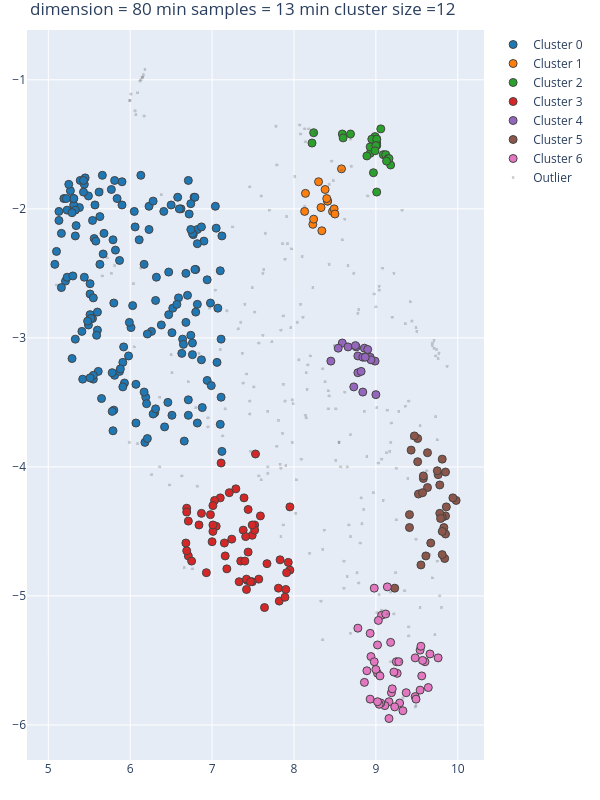 dimension = 80 min samples = 13 min cluster size =12
Cluster 0
Cluster 1
Cluster 2
Cluster 3
Cluster 4
Cluster 5
Cluster 6
Outlier
−1
−2
−3
−4
−5
−6
5 6 7 8 9 10